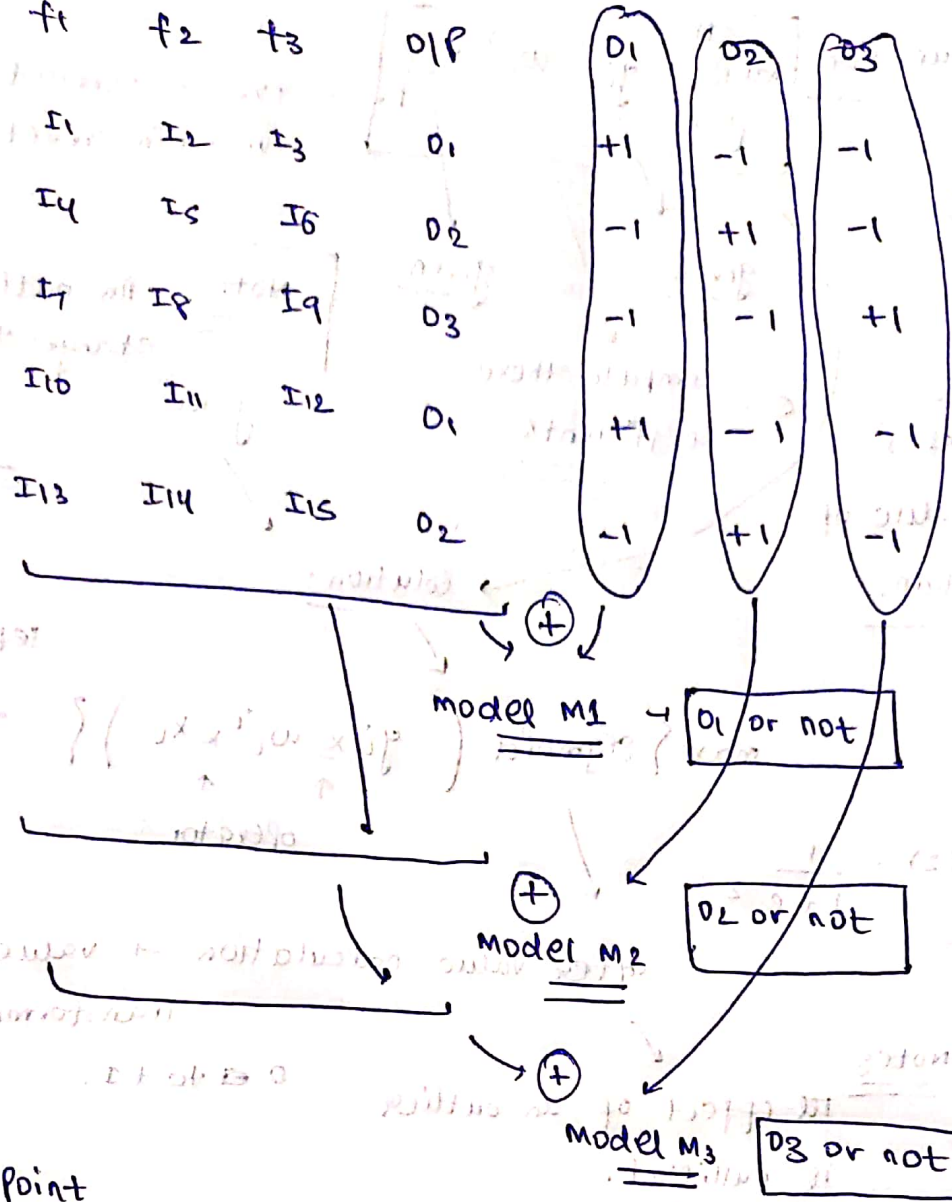 f1 f2 f3 O/P O1 O2 O3
I1 I2 I3 O1 +1 -1 -1
I4 I5 I6 O2 -1 +1 -1
I7 I8 I9 O3 -1 -1 +1
I10 I11 I12 O1 +1 -1 -1
I13 I14 I15 O2 -1 +1 -1
+
model M1 → O1 or not
+
Model M2 O2 or not
+
Model M3 O3 or not
Point